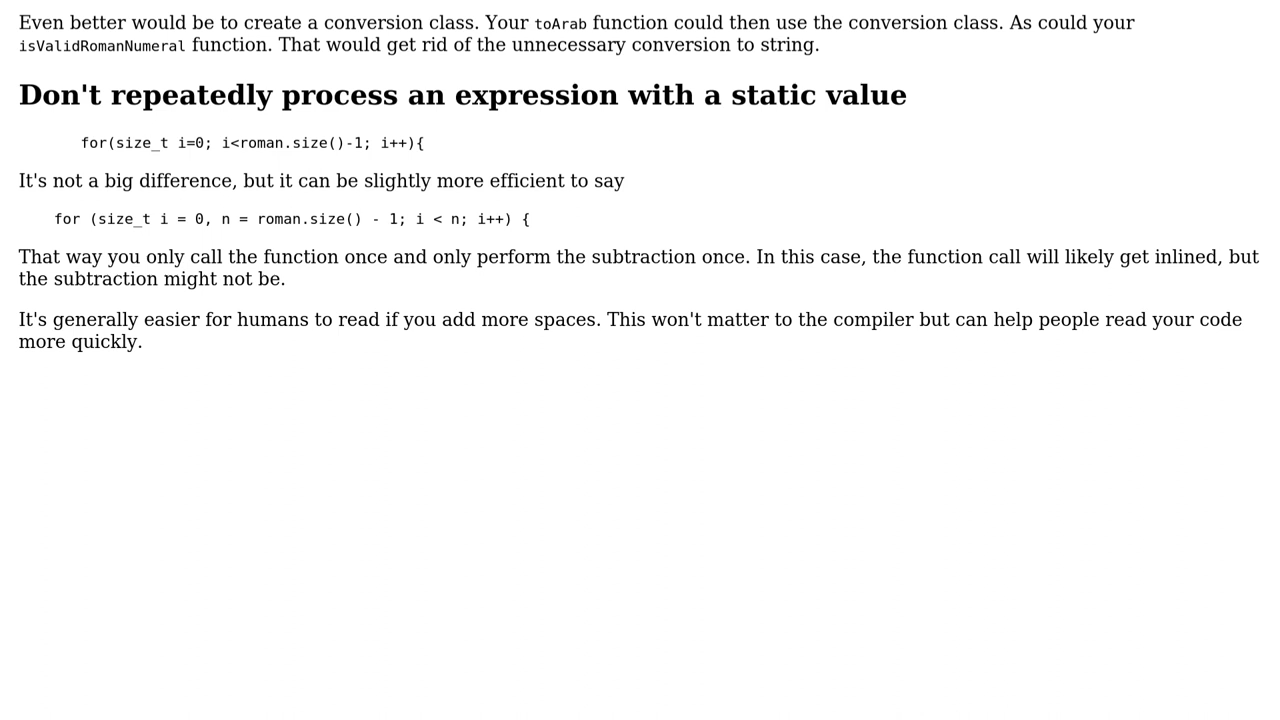 Even better would be to create a conversion class. Your toArab function could then use the conversion class. As could your
isValidRomanNumeral function. That would get rid of the unnecessary conversion to string.
Don't repeatedly process an expression with a static value
for(size_t i=0; i<roman.size()-1; i++){
It's not a big difference, but it can be slightly more efficient to say
for (size_t i = 0, n = roman.size() - 1; i < n; i++) {
That way you only call the function once and only perform the subtraction once. In this case, the function call will likely get inlined, but
the subtraction might not be.
It's generally easier for humans to read if you add more spaces. This won't matter to the compiler but can help people read your code
more quickly.